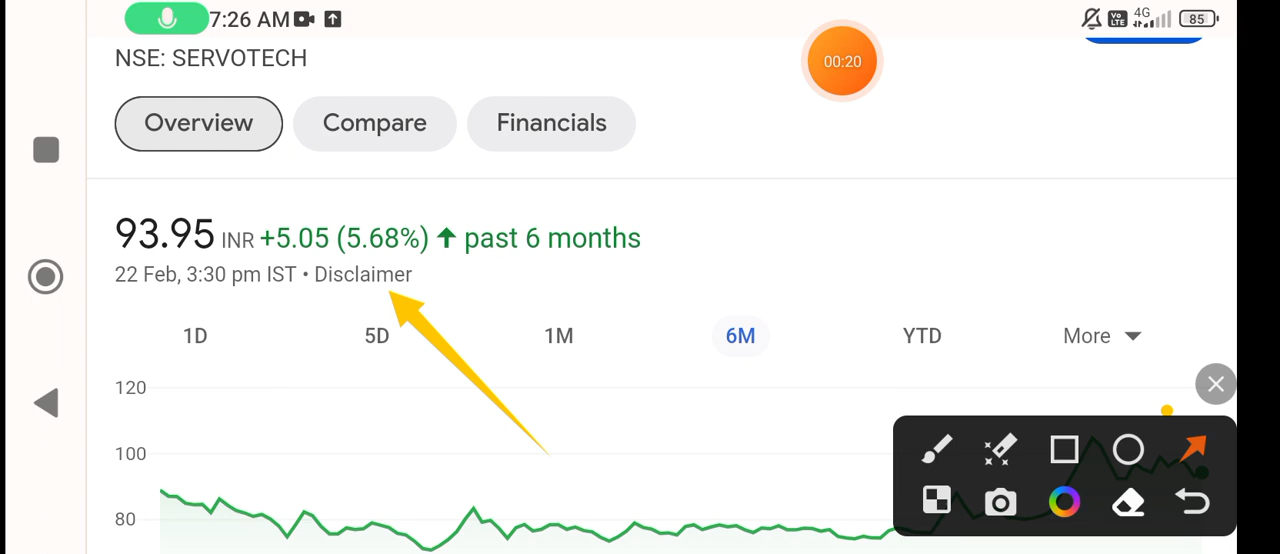 7:26 AM
4G
Vo
LTE
85
NSE: SERVOTECH
00:20
Overview Compare Financials
93.95 INR +5.05 (5.68%) ↑ past 6 months
22 Feb, 3:30 pm IST • Disclaimer
1D 5D 1M 6M YTD More
120
100
80